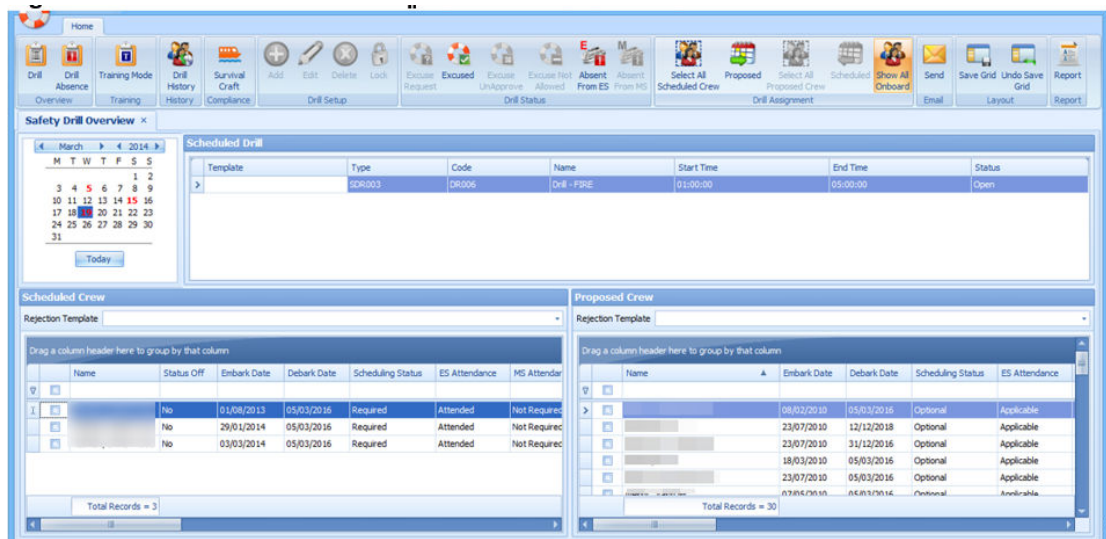 Home
Drill
Drill Absence
Training Mode
Drill History
Survival Craft
Add
Edit
Delete
Lock
Excuse Request
Excused
Excuse UnApprove
Excuse Not Allowed
Absent From ES
Absent From MS
Select All Scheduled Crew
Proposed
Select All Proposed Crew
Scheduled
Show All Onboard
Send
Save Grid
Undo Save Grid
Report
Overview
Training
History
Compliance
Drill Setup
Drill Status
Drill Assignment
Email
Layout
Report
Safety Drill Overview ×
March 2014
M T W T F S S
1 2
3 4 5 6 7 8 9
10 11 12 13 14 15 16
17 18 19 20 21 22 23
24 25 26 27 28 29 30
31
Today
Scheduled Drill
Template Type Code Name Start Time End Time Status
SDR003 DR006 Drill - FIRE 01:00:00 05:00:00 Open
Scheduled Crew
Rejection Template
Drag a column header here to group by that column
Name Status Off Embark Date Debark Date Scheduling Status ES Attendance MS Attendar
No 01/08/2013 05/03/2016 Required Attended Not Required
No 29/01/2014 05/03/2016 Required Attended Not Required
No 03/03/2014 05/03/2016 Required Attended Not Required
Total Records = 3
Proposed Crew
Rejection Template
Drag a column header here to group by that column
Name Embark Date Debark Date Scheduling Status ES Attendance
08/02/2010 05/03/2016 Optional Applicable
23/07/2010 12/12/2018 Optional Applicable
23/07/2010 31/12/2016 Optional Applicable
18/03/2010 05/03/2016 Optional Applicable
23/07/2010 05/03/2016 Optional Applicable
07/05/2010 05/03/2016 Optional Applicable
Total Records = 30